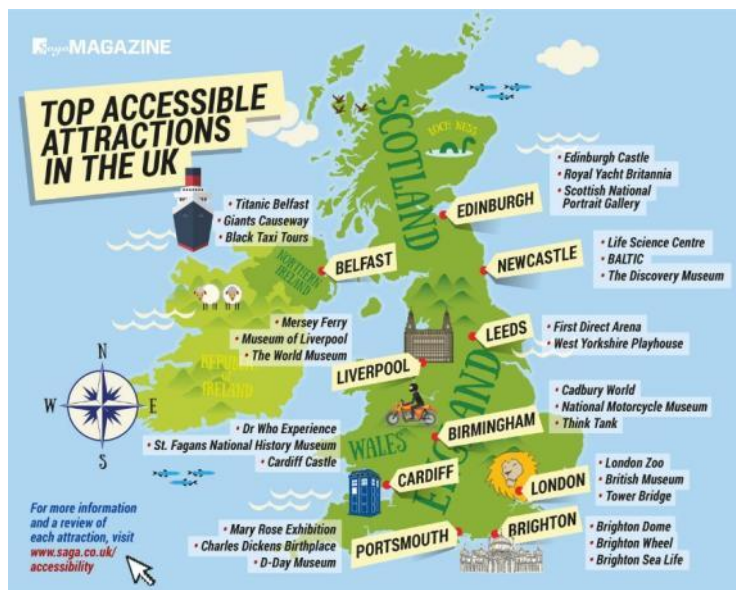 Saga MAGAZINE
TOP ACCESSIBLE
ATTRACTIONS
IN THE UK
SCOTLAND
LOCH NESS
• Edinburgh Castle
• Royal Yacht Britannia
• Scottish National
Portrait Gallery
EDINBURGH
• Titanic Belfast
• Giants Causeway
• Black Taxi Tours
NORTHERN
IRELAND
BELFAST
NEWCASTLE
• Life Science Centre
• BALTIC
• The Discovery Museum
• Mersey Ferry
• Museum of Liverpool
• The World Museum
LIVERPOOL
LEEDS
• First Direct Arena
• West Yorkshire Playhouse
REPUBLIC
OF
IRELAND
N
W
E
S
ENGLAND
BIRMINGHAM
• Cadbury World
• National Motorcycle Museum
• Think Tank
• Dr Who Experience
• St. Fagans National History Museum
• Cardiff Castle
WALES
CARDIFF
LONDON
• London Zoo
• British Museum
• Tower Bridge
For more information
and a review of
each attraction, visit
www.saga.co.uk/
accessibility
• Mary Rose Exhibition
• Charles Dickens Birthplace
• D-Day Museum
PORTSMOUTH
BRIGHTON
• Brighton Dome
• Brighton Wheel
• Brighton Sea Life